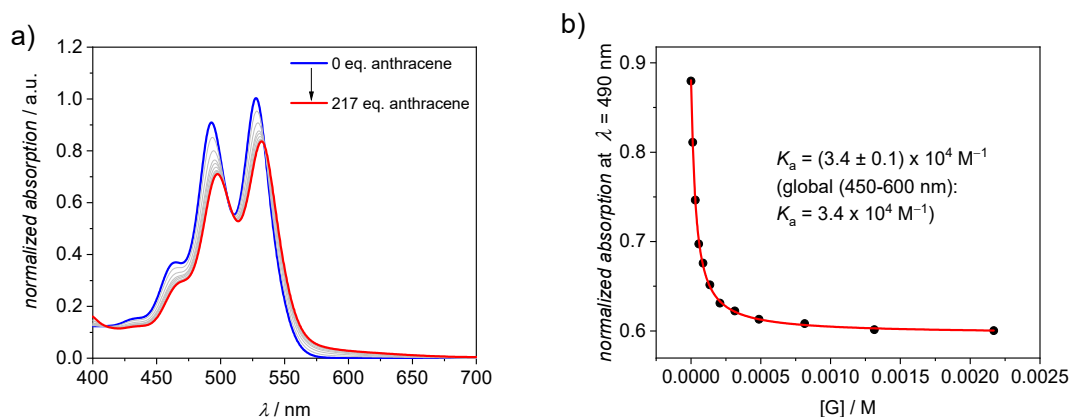 a)
normalized absorption / a.u.
1.2
1.0
0.8
0.6
0.4
0.2
0.0
400
450
500
550
600
650
700
λ / nm
0 eq. anthracene
217 eq. anthracene
b)
normalized absorption at λ = 490 nm
0.9
0.8
0.7
0.6
0.0000
0.0005
0.0010
0.0015
0.0020
0.0025
[G] / M
Kₐ = (3.4 ± 0.1) x 10⁴ M⁻¹
(global (450-600 nm):
Kₐ = 3.4 x 10⁴ M⁻¹)